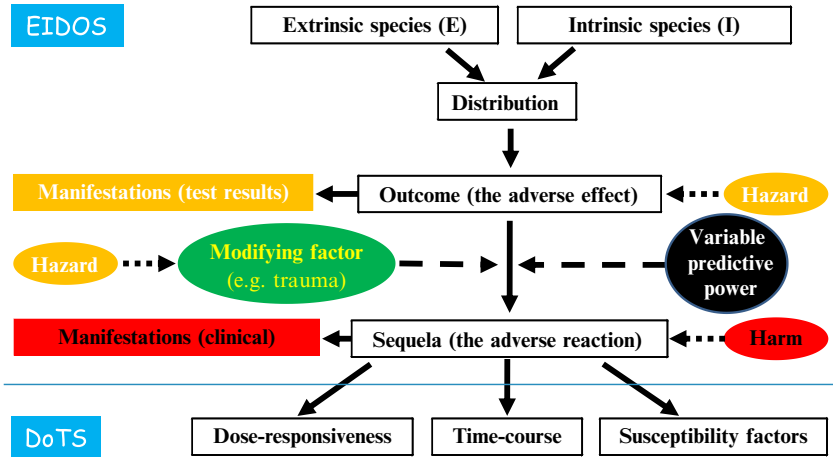 EIDOS
Extrinsic species (E)
Intrinsic species (I)
Distribution
Manifestations (test results)
Outcome (the adverse effect)
Hazard
Hazard
Modifying factor
(e.g. trauma)
Variable
predictive
power
Manifestations (clinical)
Sequela (the adverse reaction)
Harm
DoTS
Dose-responsiveness
Time-course
Susceptibility factors